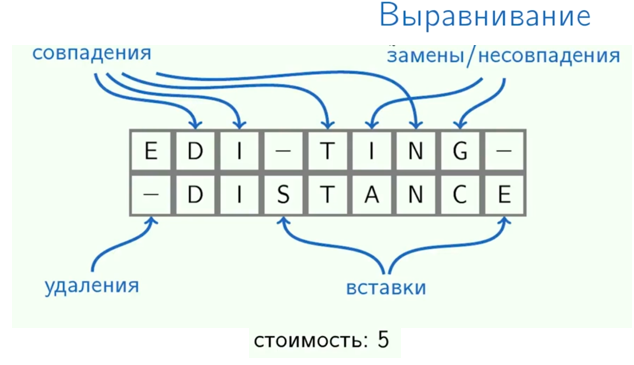 Выравнивание
совпадения замены/несовпадения
E D I – T I N G –
– D I S T A N C E
удаления вставки
стоимость: 5